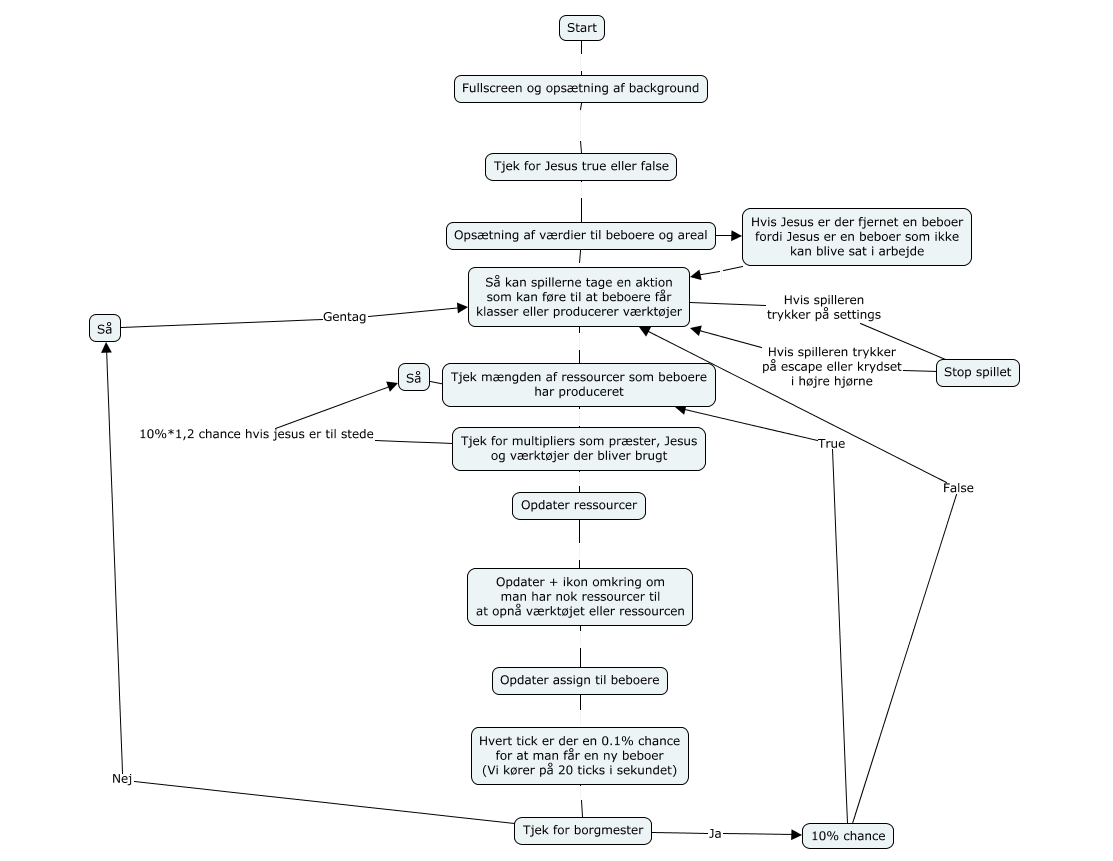 Start
Fullscreen og opsætning af background
Tjek for Jesus true eller false
Opsætning af værdier til beboere og areal
Hvis Jesus er der fjernet en beboer
fordi Jesus er en beboer som ikke
kan blive sat i arbejde
Så kan spillerne tage en aktion
som kan føre til at beboere får
klasser eller producerer værktøjer
Hvis spilleren
trykker på settings
Gentag
Så
Hvis spilleren trykker
på escape eller krydset
i højre hjørne
Stop spillet
Så
Tjek mængden af ressourcer som beboere
har produceret
10%*1,2 chance hvis jesus er til stede
Tjek for multipliers som præster, Jesus
og værktøjer der bliver brugt
True
False
Opdater ressourcer
Opdater + ikon omkring om
man har nok ressourcer til
at opnå værktøjet eller ressourcen
Opdater assign til beboere
Hvert tick er der en 0.1% chance
for at man får en ny beboer
(Vi kører på 20 ticks i sekundet)
Nej
Tjek for borgmester
Ja
10% chance